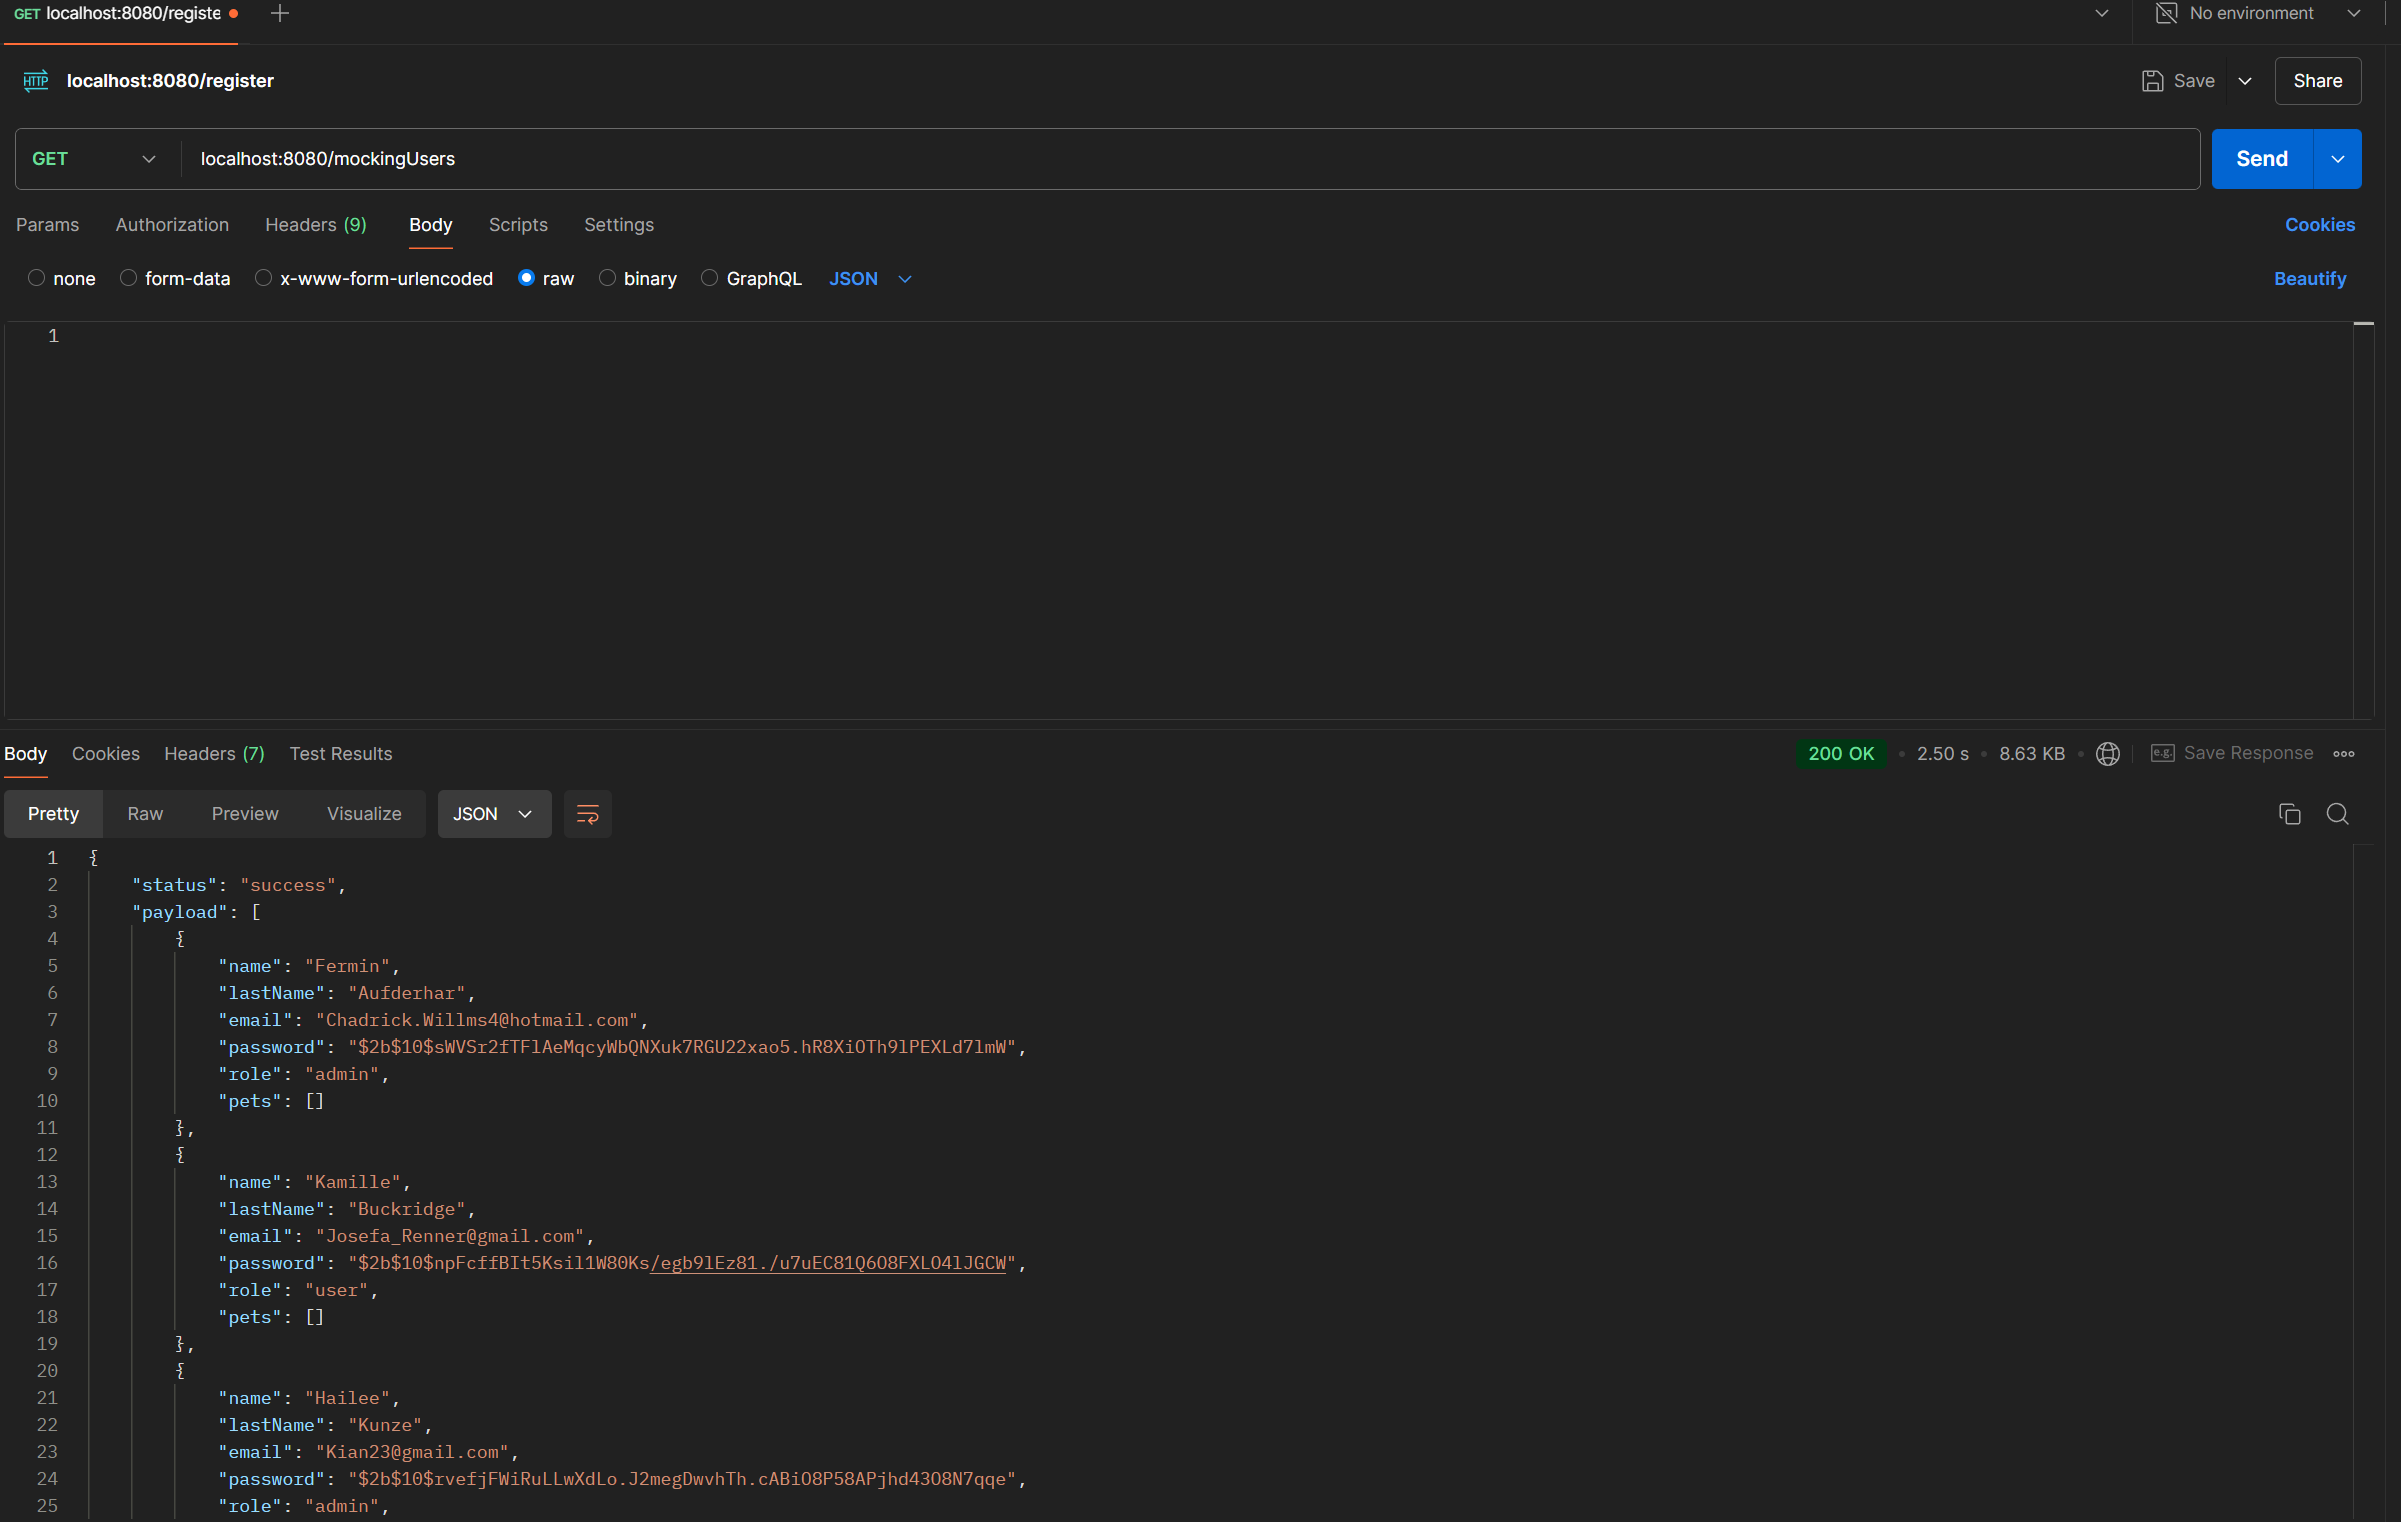 GET localhost:8080/registe
No environment
HTTP localhost:8080/register
Save
Share
GET localhost:8080/mockingUsers
Send
Params Authorization Headers (9) Body Scripts Settings
Cookies
none form-data x-www-form-urlencoded raw binary GraphQL JSON
Beautify
1
Body Cookies Headers (7) Test Results
200 OK • 2.50 s • 8.63 KB •
e.g. Save Response
Pretty Raw Preview Visualize JSON
1 {
2 "status": "success",
3 "payload": [
4 {
5 "name": "Fermin",
6 "lastName": "Aufderhar",
7 "email": "Chadrick.Willms4@hotmail.com",
8 "password": "$2b$10$sWVSr2fTFlAeMqcyWbQNXuk7RGU22xao5.hR8XiOTh9lPEXLd7lmW",
9 "role": "admin",
10 "pets": []
11 },
12 {
13 "name": "Kamille",
14 "lastName": "Buckridge",
15 "email": "Josefa_Renner@gmail.com",
16 "password": "$2b$10$npFcffBIt5Ksil1W80Ks/egb9lEz81./u7uEC81Q6O8FXLO4lJGCW",
17 "role": "user",
18 "pets": []
19 },
20 {
21 "name": "Hailee",
22 "lastName": "Kunze",
23 "email": "Kian23@gmail.com",
24 "password": "$2b$10$rvefjFWiRuLLwXdLo.J2megDwvhTh.cABiO8P58APjhd43O8N7qqe",
25 "role": "admin",